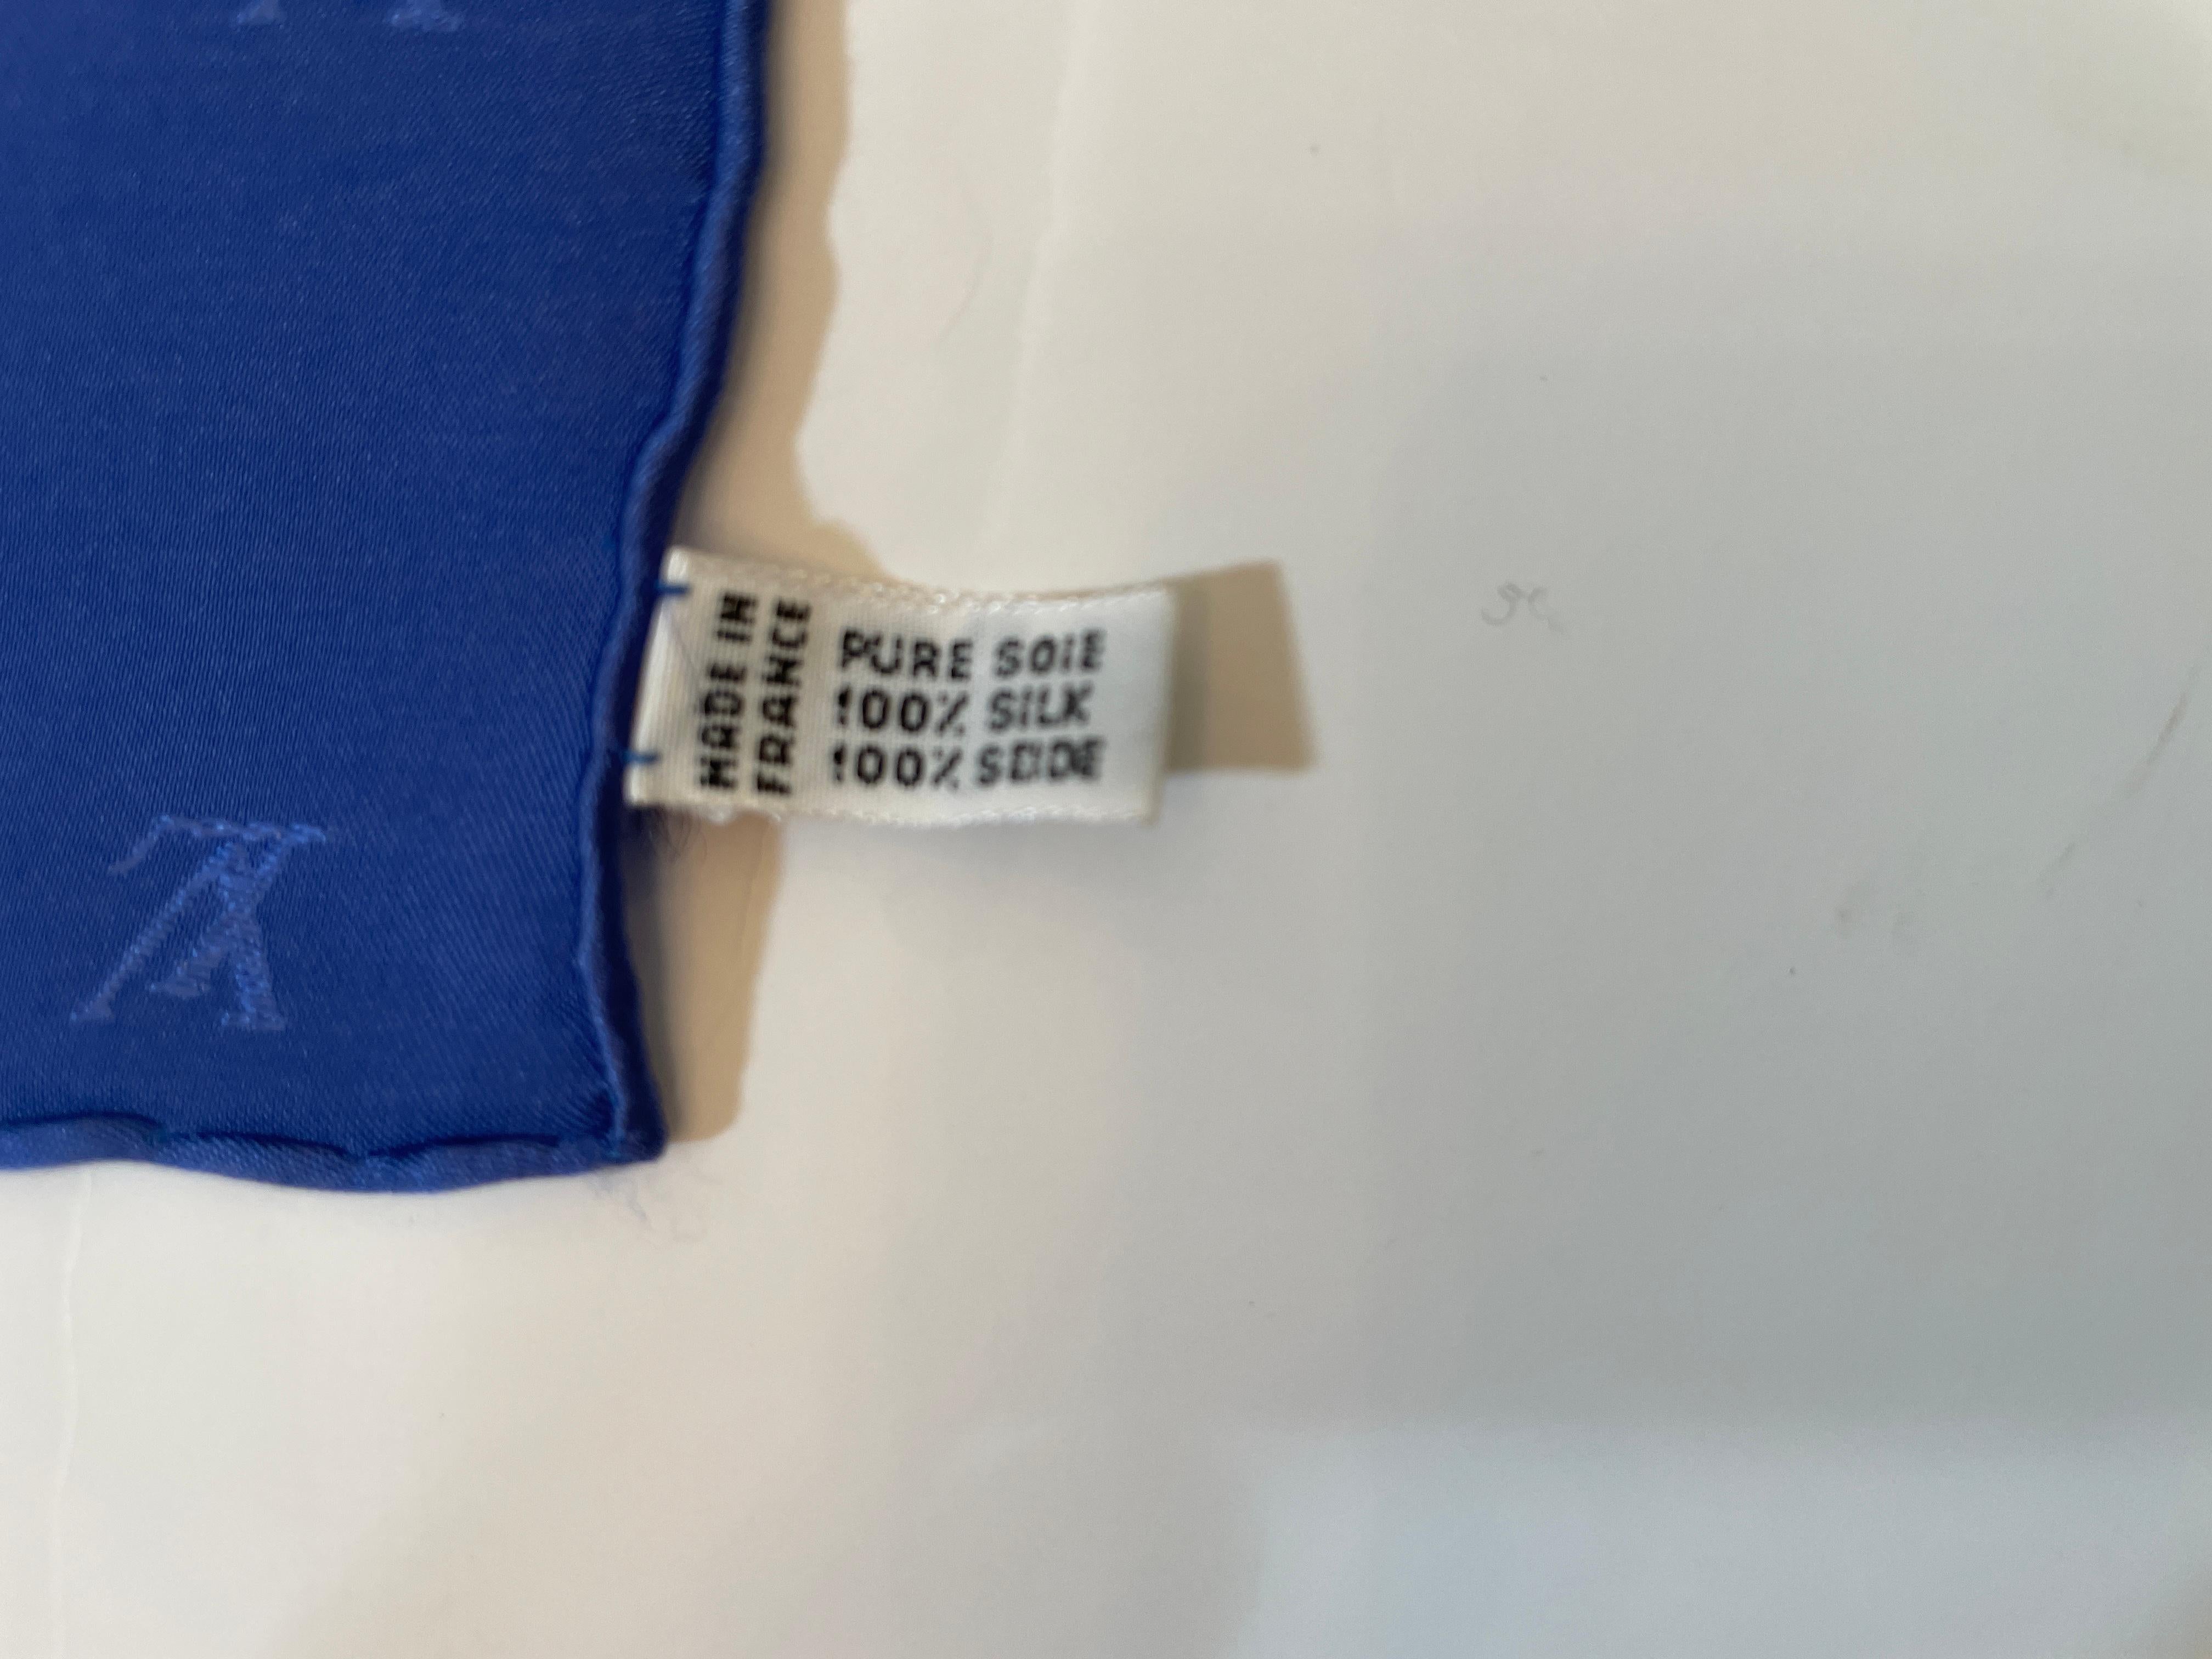 MADE IN
FRANCE
PURE SOIE
100% SILK
100% SEIDE